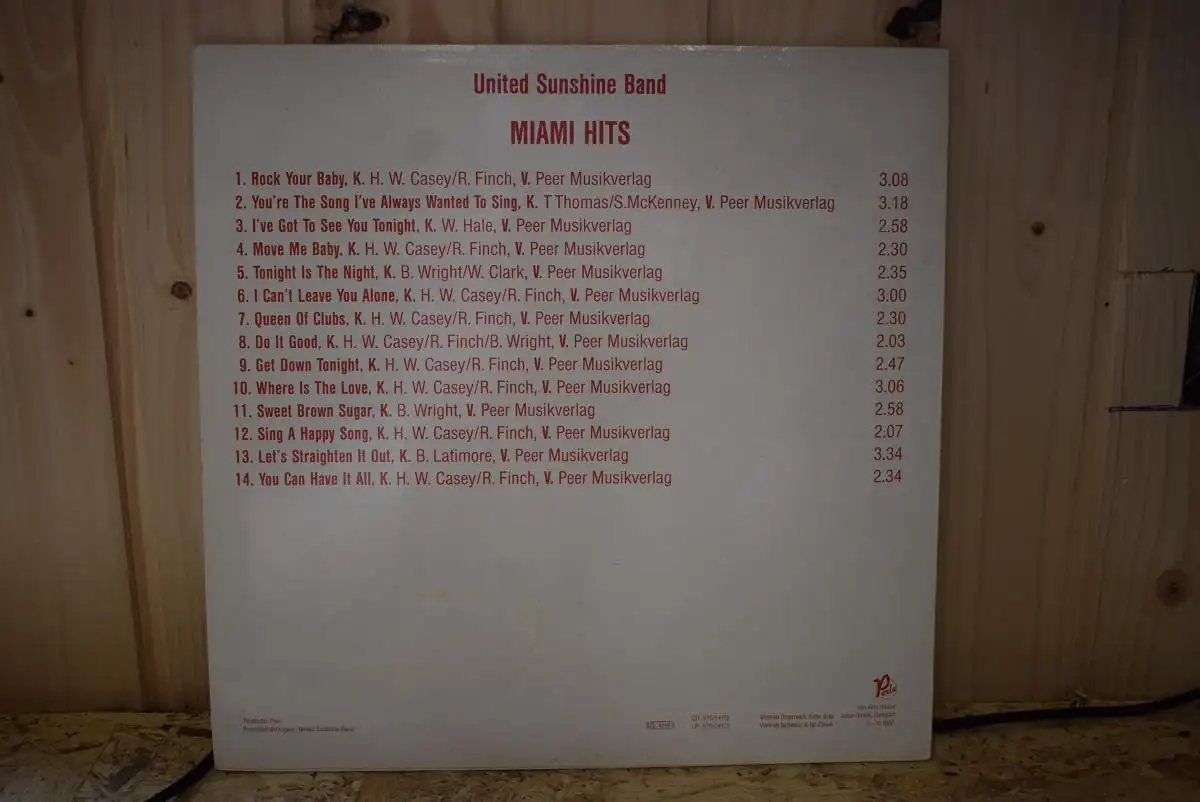 United Sunshine Band
MIAMI HITS
1. Rock Your Baby, K. H. W. Casey/R. Finch, V. Peer Musikverlag 3.08
2. You're The Song I've Always Wanted To Sing, K. T Thomas/S.McKenney, V. Peer Musikverlag 3.18
3. I've Got To See You Tonight, K. W. Hale, V. Peer Musikverlag 2.58
4. Move Me Baby, K. H. W. Casey/R. Finch, V. Peer Musikverlag 2.30
5. Tonight Is The Night, K. B. Wright/W. Clark, V. Peer Musikverlag 2.35
6. I Can't Leave You Alone, K. H. W. Casey/R. Finch, V. Peer Musikverlag 3.00
7. Queen Of Clubs, K. H. W. Casey/R. Finch, V. Peer Musikverlag 2.30
8. Do It Good, K. H. W. Casey/R. Finch/B. Wright, V. Peer Musikverlag 2.03
9. Get Down Tonight, K. H. W. Casey/R. Finch, V. Peer Musikverlag 2.47
10. Where Is The Love, K. H. W. Casey/R. Finch, V. Peer Musikverlag 3.06
11. Sweet Brown Sugar, K. B. Wright, V. Peer Musikverlag 2.58
12. Sing A Happy Song, K. H. W. Casey/R. Finch, V. Peer Musikverlag 2.07
13. Let's Straighten It Out, K. B. Latimore, V. Peer Musikverlag 3.34
14. You Can Have It All, K. H. W. Casey/R. Finch, V. Peer Musikverlag 2.34
Perle
United Sunshine Band